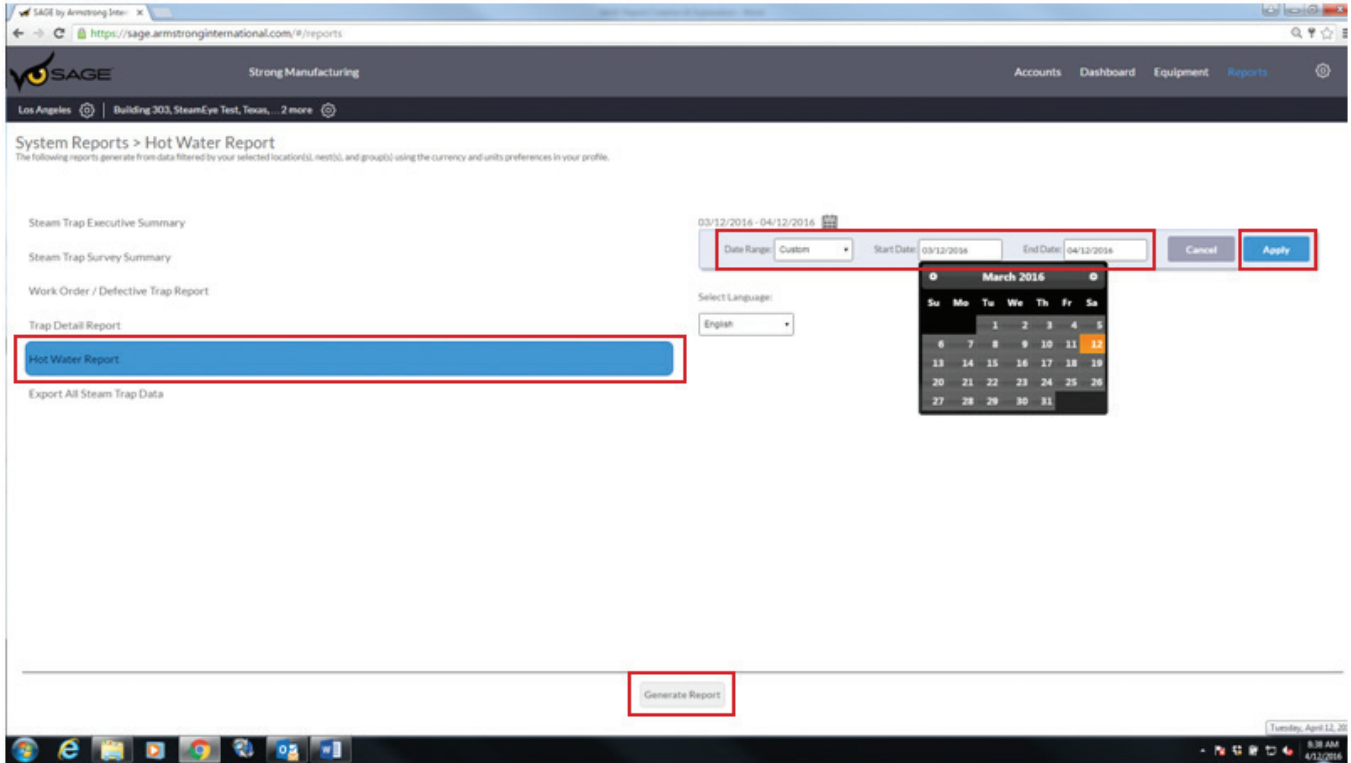 SAGE by Armstrong Inter
https://sage.armstronginternational.com/#/reports
SAGE
Strong Manufacturing
Accounts Dashboard Equipment Reports
Los Angeles Building 303, SteamEye Test, Texas, ... 2 more
System Reports > Hot Water Report
The following reports generate from data filtered by your selected location(s), nest(s), and group(s) using the currency and units preferences in your profile.
Steam Trap Executive Summary
Steam Trap Survey Summary
Work Order / Defective Trap Report
Trap Detail Report
Hot Water Report
Export All Steam Trap Data
03/12/2016 - 04/12/2016
Date Range: Custom Start Date: 03/12/2016 End Date: 04/12/2016 Cancel Apply
March 2016
Su Mo Tu We Th Fr Sa
1 2 3 4 5
6 7 8 9 10 11 12
13 14 15 16 17 18 19
20 21 22 23 24 25 26
27 28 29 30 31
Select Language:
English
Generate Report
Tuesday, April 12, 20
8:38 AM
4/12/2016